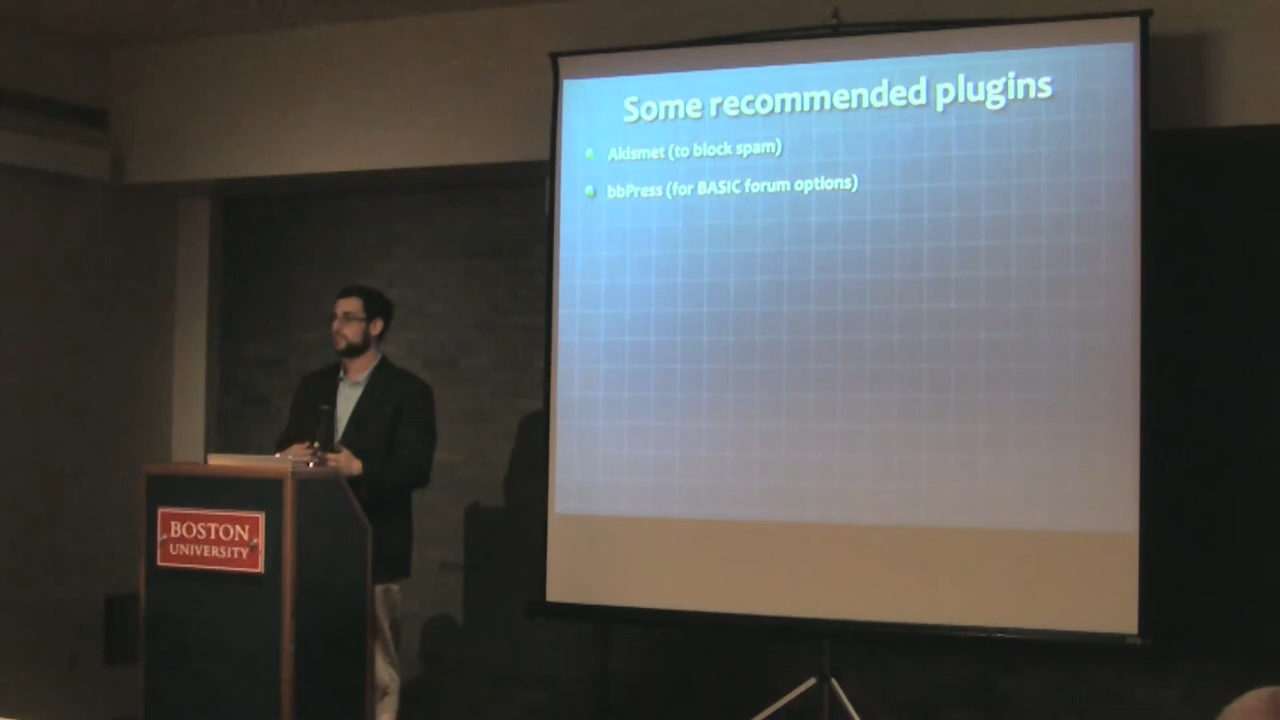 Some recommended plugins
Akismet (to block spam)
bbPress (for BASIC forum options)
BOSTON
UNIVERSITY